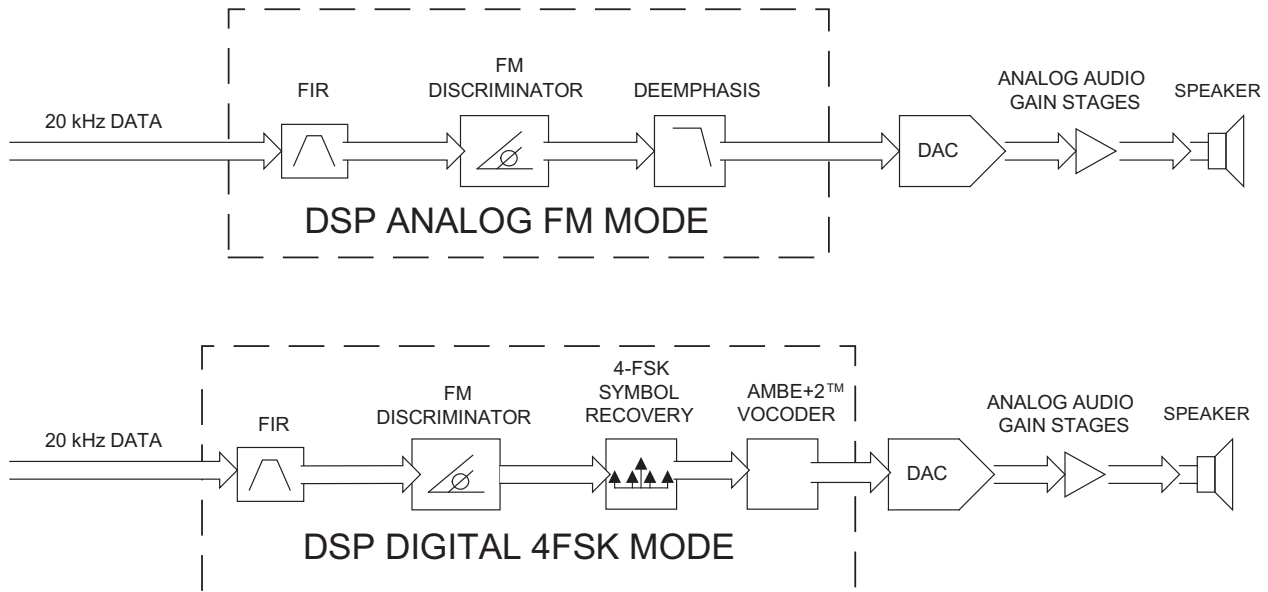 FM
DISCRIMINATOR
FIR
DEEMPHASIS
ANALOG AUDIO
GAIN STAGES
SPEAKER
20 kHz DATA
DAC
DSP ANALOG FM MODE
4-FSK
SYMBOL
RECOVERY
FM
DISCRIMINATOR
AMBE+2™
VOCODER
FIR
ANALOG AUDIO
GAIN STAGES
SPEAKER
20 kHz DATA
DAC
DSP DIGITAL 4FSK MODE